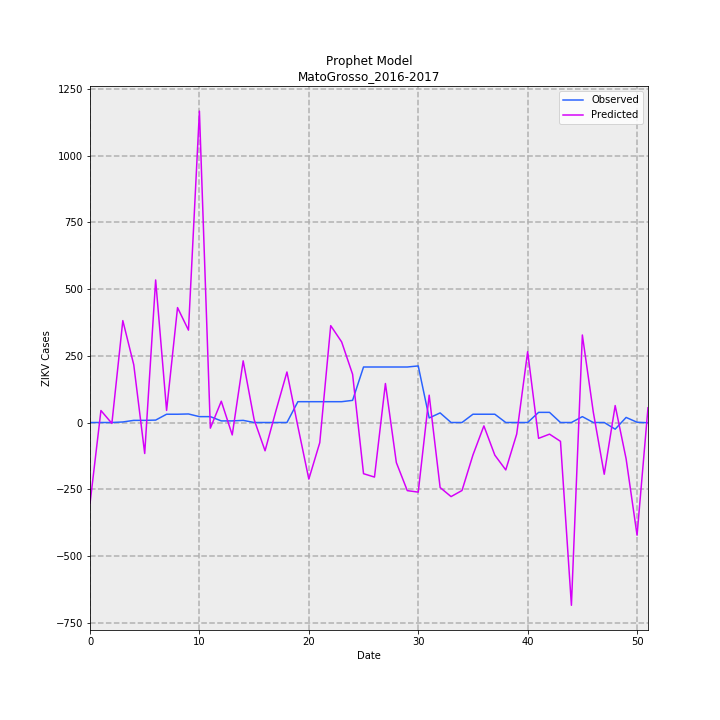 Prophet Model
MatoGrosso_2016-2017
Observed
Predicted
1250
1000
750
500
250
0
−250
−500
−750
ZIKV Cases
0 10 20 30 40 50
Date